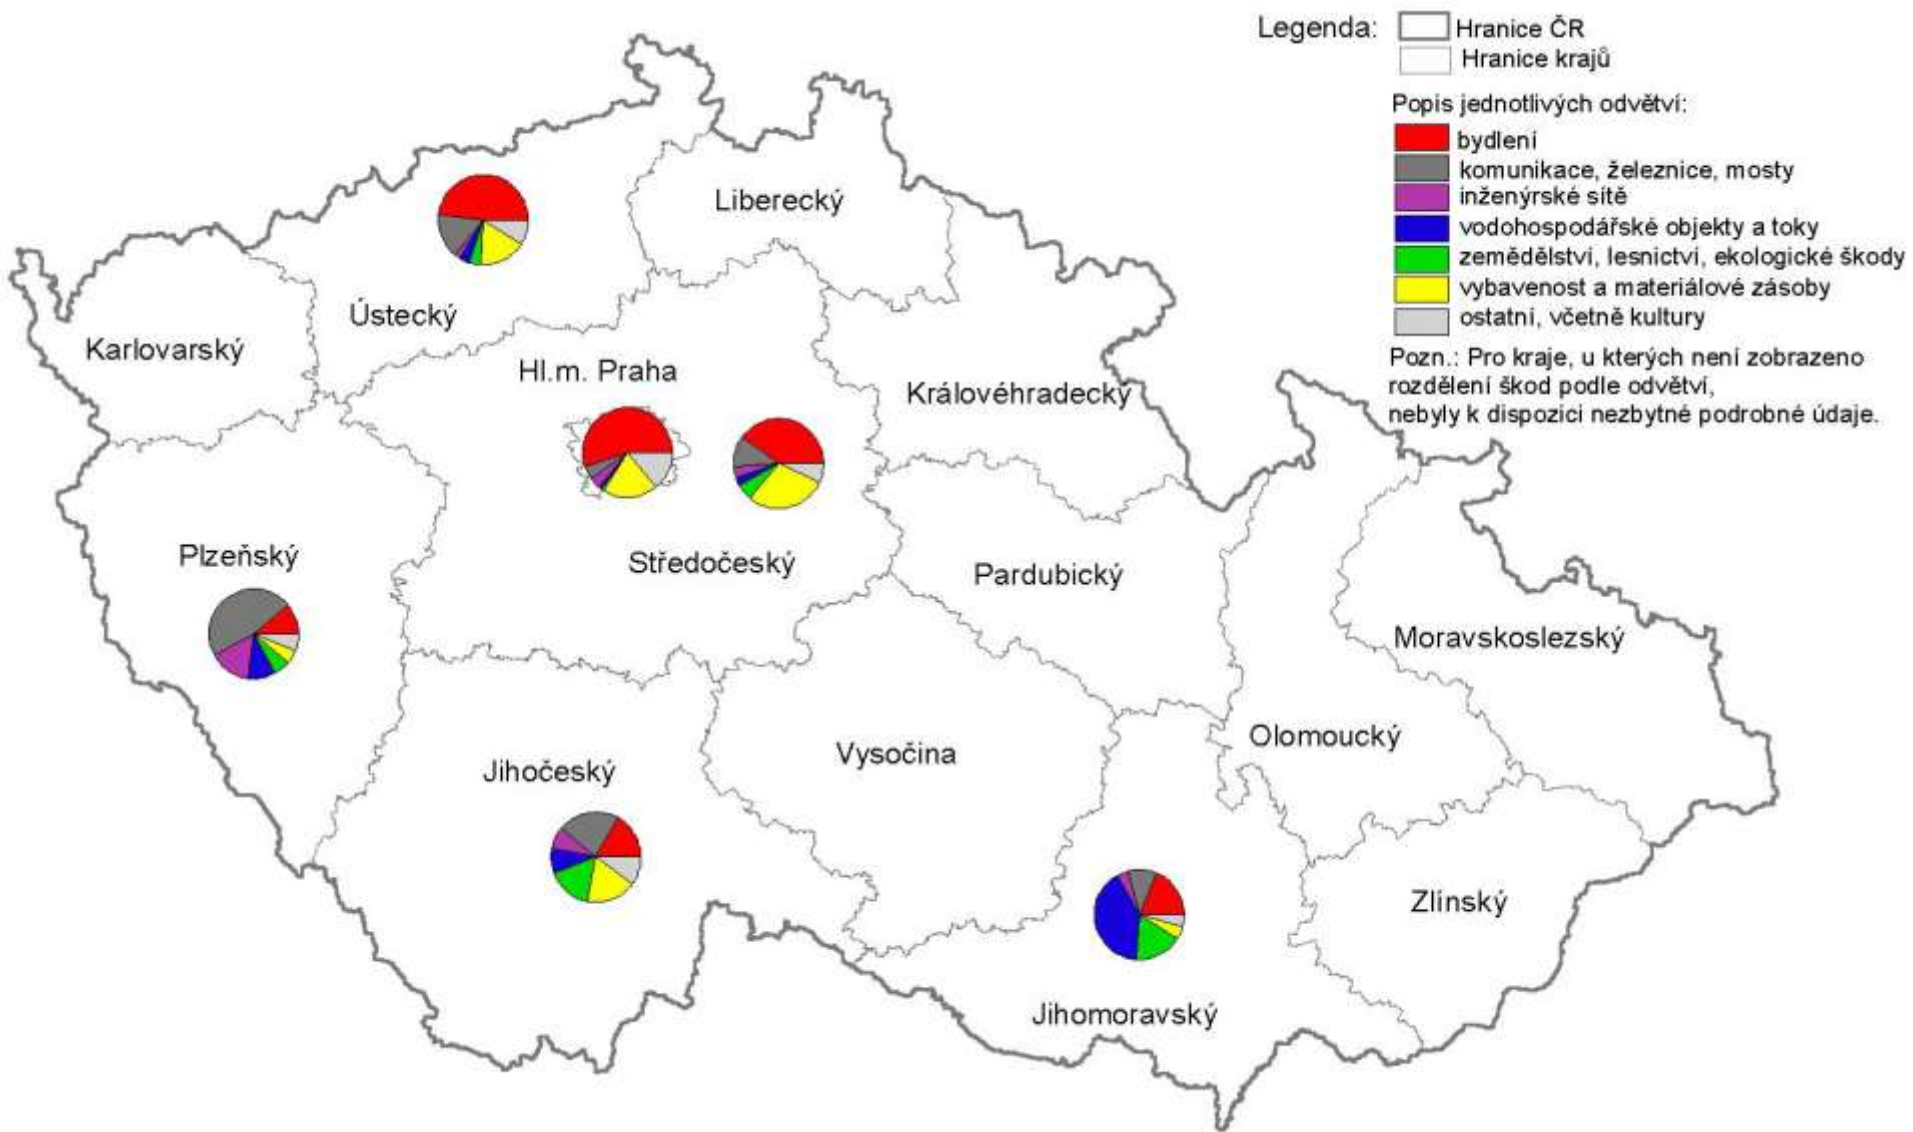 Legenda:
Hranice ČR
Hranice krajů
Popis jednotlivých odvětví:
bydlení
komunikace, železnice, mosty
inženýrské sítě
vodohospodářské objekty a toky
zemědělství, lesnictví, ekologické škody
vybavenost a materiálové zásoby
ostatní, včetně kultury
Pozn.: Pro kraje, u kterých není zobrazeno
rozdělení škod podle odvětví,
nebyly k dispozici nezbytné podrobné údaje.
Liberecký
Ústecký
Karlovarský
Hl.m. Praha
Královéhradecký
Plzeňský
Středočeský
Pardubický
Moravskoslezský
Olomoucký
Vysočina
Jihočeský
Zlínský
Jihomoravský